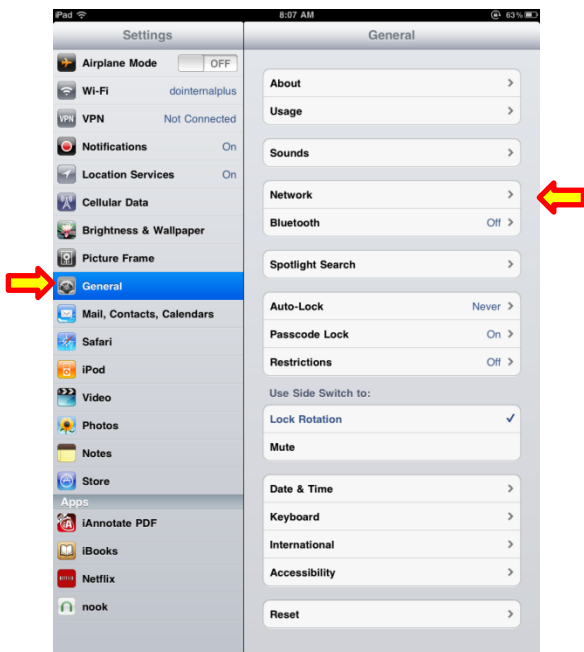 iPad 8:07 AM 63%
Settings
Airplane Mode OFF
Wi-Fi dointernalplus
VPN VPN Not Connected
Notifications On
Location Services On
Cellular Data
Brightness & Wallpaper
Picture Frame
General
Mail, Contacts, Calendars
Safari
iPod
Video
Photos
Notes
Store
Apps
iAnnotate PDF
iBooks
NETFLIX Netflix
nook
General
About
Usage
Sounds
Network
Bluetooth Off
Spotlight Search
Auto-Lock Never
Passcode Lock On
Restrictions Off
Use Side Switch to:
Lock Rotation
Mute
Date & Time
Keyboard
International
Accessibility
Reset